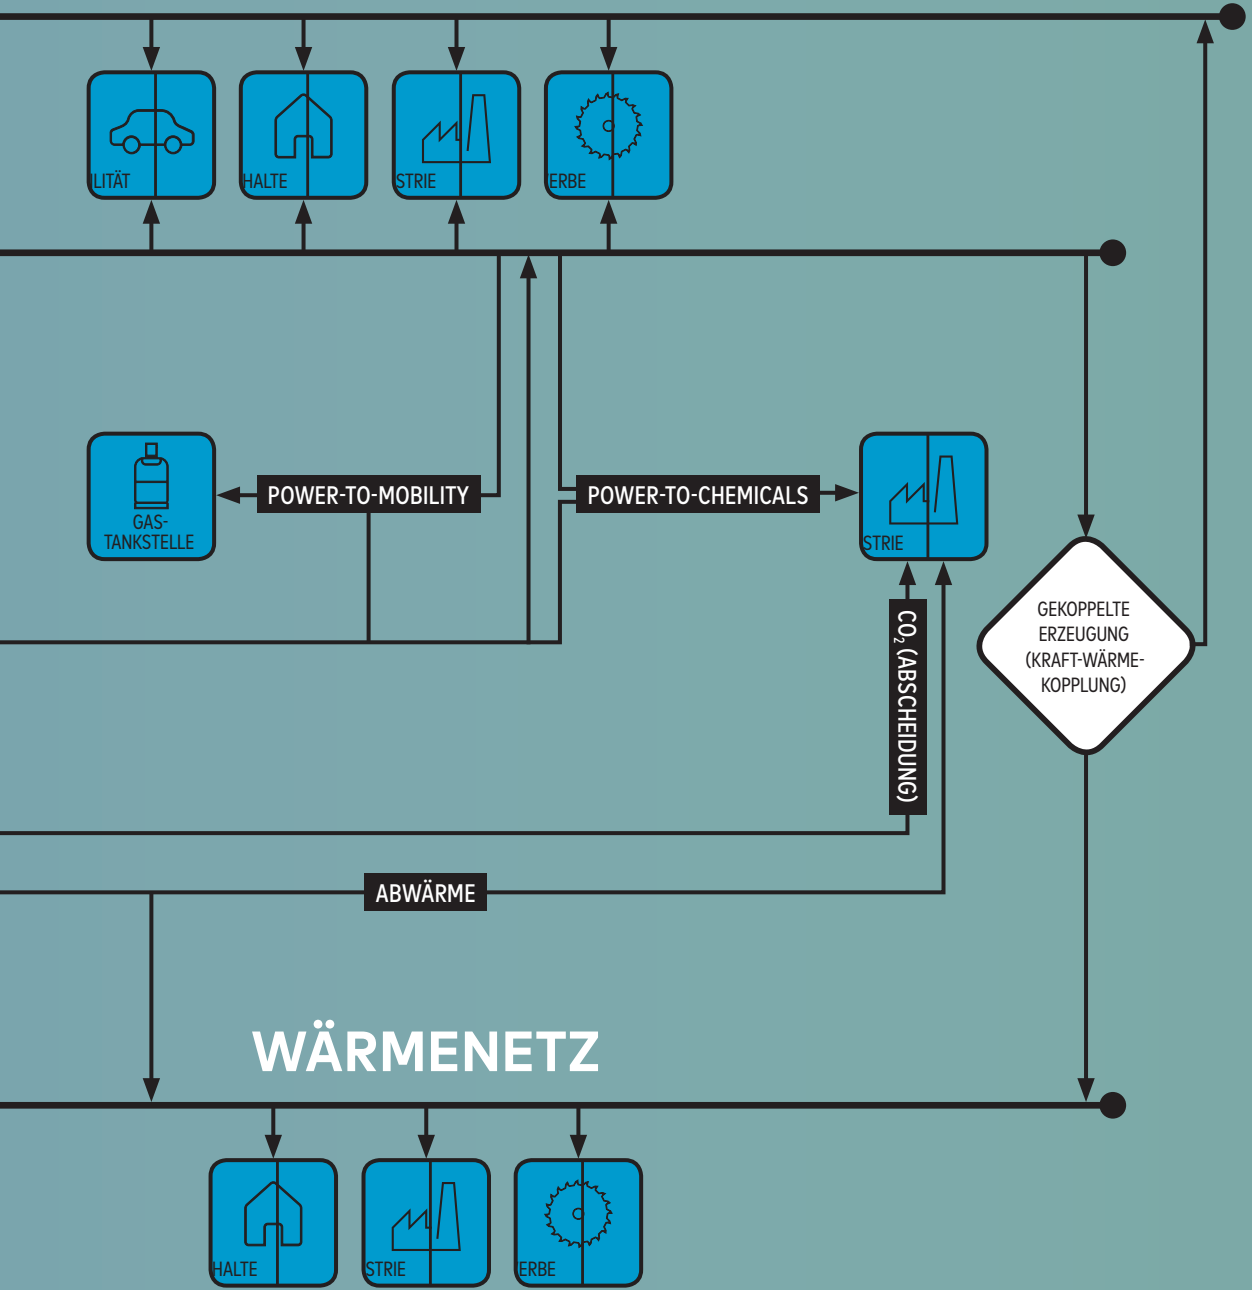 ILITÄT
HALTE
STRIE
ERBE
POWER-TO-MOBILITY
POWER-TO-CHEMICALS
GAS-
TANKSTELLE
STRIE
GEKOPPELTE
ERZEUGUNG
(KRAFT-WÄRME-
KOPPLUNG)
CO₂ (ABSCHEIDUNG)
ABWÄRME
WÄRMENETZ
HALTE
STRIE
ERBE